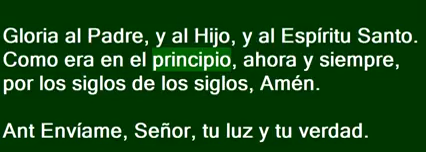 Gloria al Padre, y al Hijo, y al Espíritu Santo.
Como era en el principio, ahora y siempre,
por los siglos de los siglos, Amén.
Ant Envíame, Señor, tu luz y tu verdad.